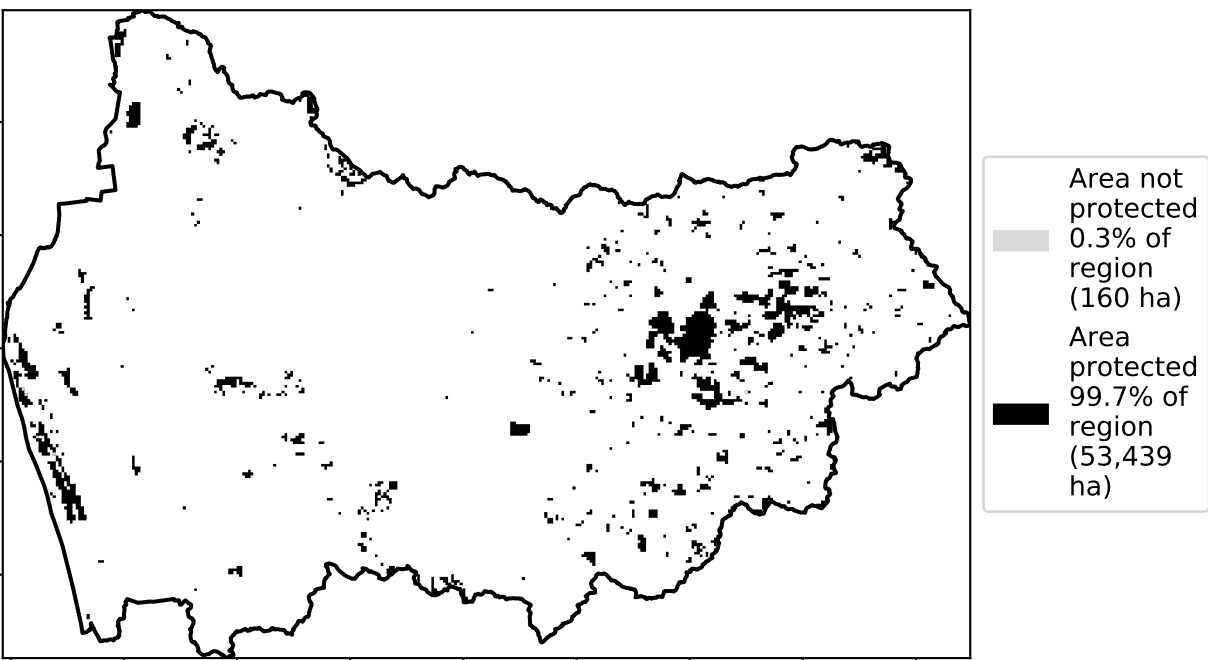 Area not
protected
0.3% of
region
(160 ha)
Area
protected
99.7% of
region
(53,439
ha)